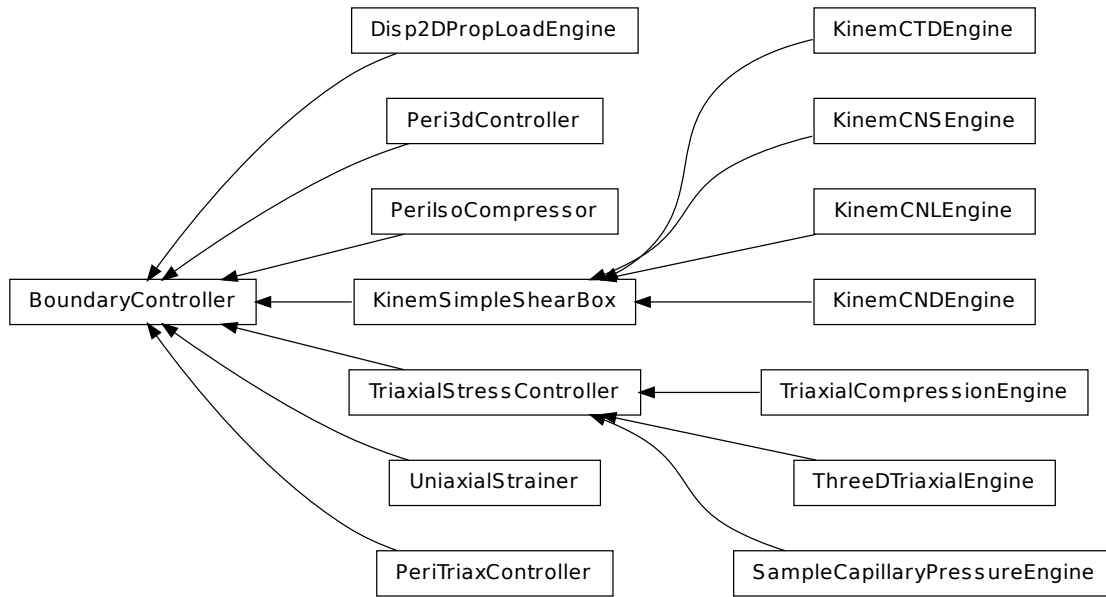 Disp2DPropLoadEngine
KinemCTDEngine
Peri3dController
KinemCNSEngine
PeriIsoCompressor
KinemCNLEngine
BoundaryController
KinemSimpleShearBox
KinemCNDEngine
TriaxialStressController
TriaxialCompressionEngine
UniaxialStrainer
ThreeDTriaxialEngine
PeriTriaxController
SampleCapillaryPressureEngine